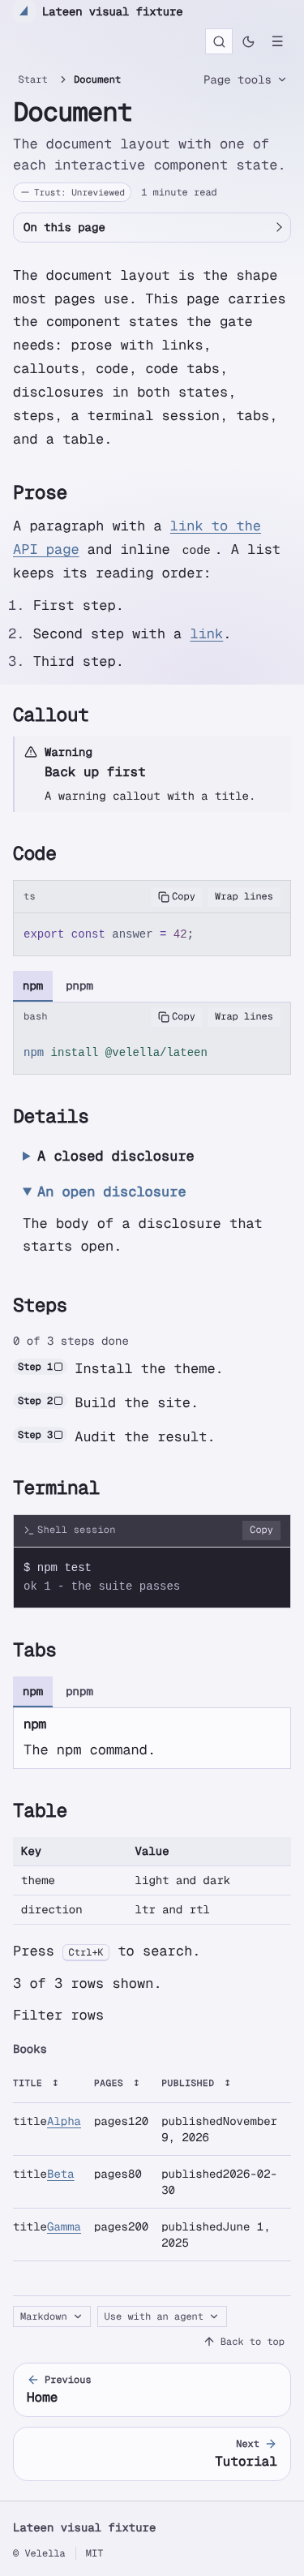 Lateen visual fixture
Start > Document Page tools
Document
The document layout with one of
each interactive component state.
— Trust: Unreviewed 1 minute read
On this page
The document layout is the shape
most pages use. This page carries
the component states the gate
needs: prose with links,
callouts, code, code tabs,
disclosures in both states,
steps, a terminal session, tabs,
and a table.
Prose
A paragraph with a link to the
API page and inline code. A list
keeps its reading order:
1. First step.
2. Second step with a link.
3. Third step.
Callout
Warning
Back up first
A warning callout with a title.
Code
ts Copy Wrap lines
export const answer = 42;
npm pnpm
bash Copy Wrap lines
npm install @velella/lateen
Details
A closed disclosure
An open disclosure
The body of a disclosure that
starts open.
Steps
0 of 3 steps done
Step 1 Install the theme.
Step 2 Build the site.
Step 3 Audit the result.
Terminal
Shell session Copy
$ npm test
ok 1 - the suite passes
Tabs
npm pnpm
npm
The npm command.
Table
Key Value
theme light and dark
direction ltr and rtl
Press Ctrl+K to search.
3 of 3 rows shown.
Filter rows
Books
TITLE ↕ PAGES ↕ PUBLISHED ↕
titleAlpha pages120 publishedNovember
9, 2026
titleBeta pages80 published2026-02-
30
titleGamma pages200 publishedJune 1,
2025
Markdown Use with an agent
↑ Back to top
← Previous
Home
Next →
Tutorial
Lateen visual fixture
© Velella MIT